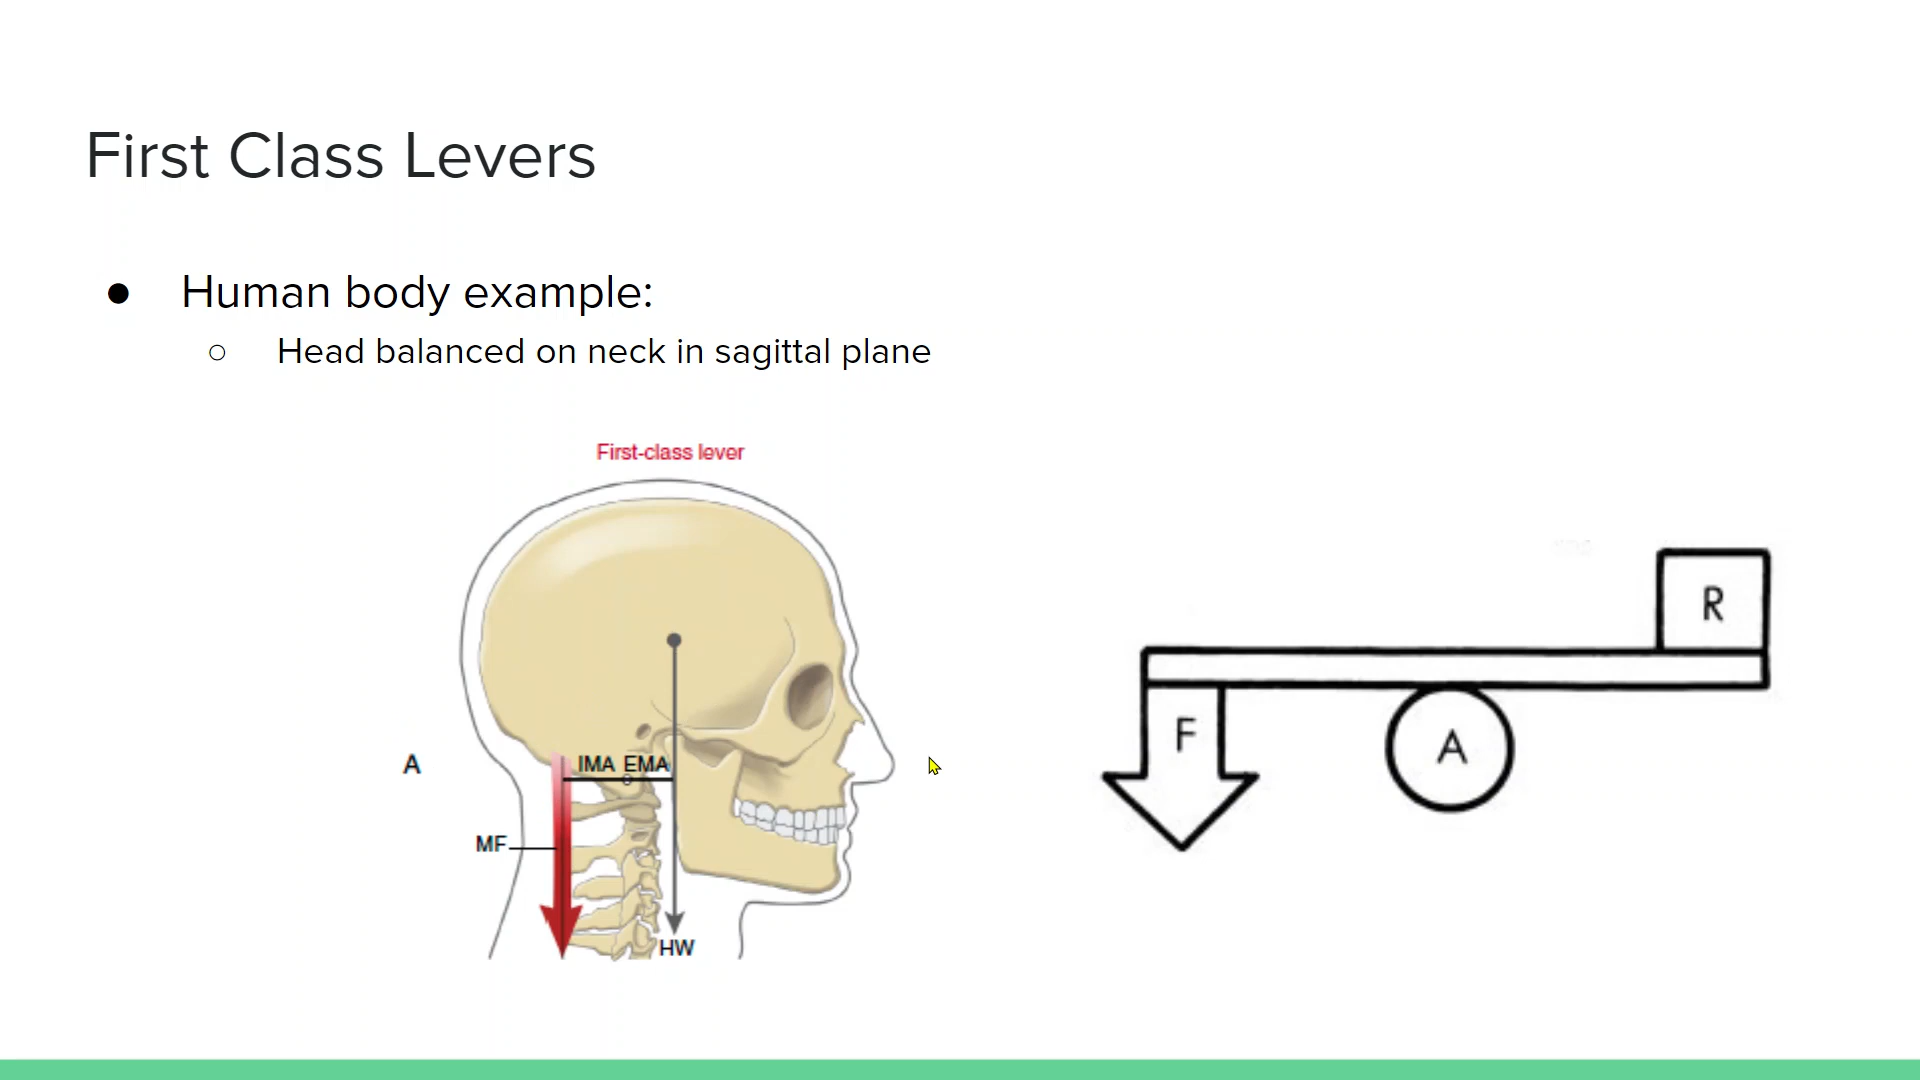 First Class Levers
● Human body example:
○ Head balanced on neck in sagittal plane
First-class lever
A
IMA EMA
MF
HW
R
F
A